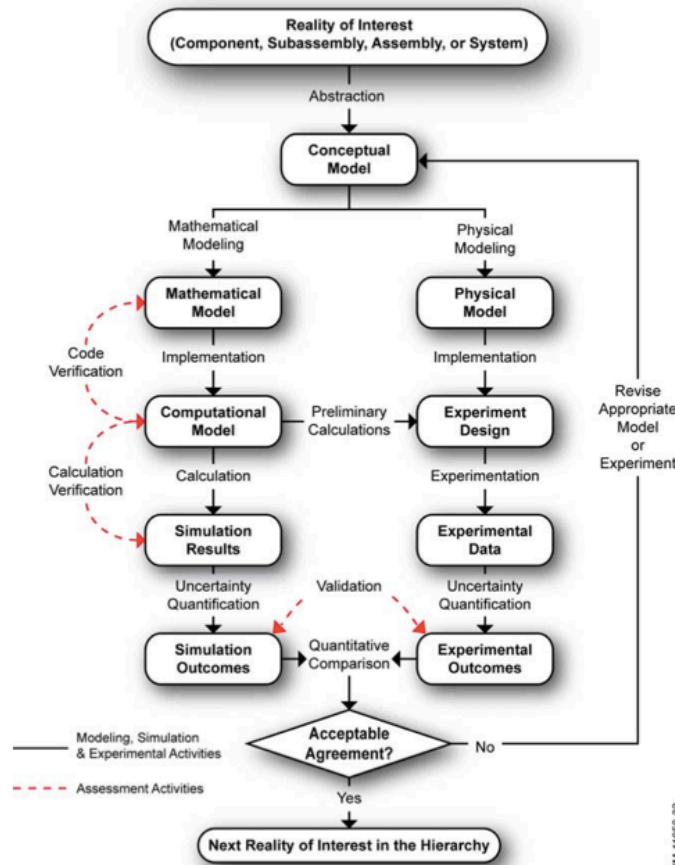 Reality of Interest
(Component, Subassembly, Assembly, or System)
Abstraction
Conceptual
Model
Mathematical
Modeling
Physical
Modeling
Mathematical
Model
Physical
Model
Code
Verification
Implementation
Implementation
Computational
Model
Preliminary
Calculations
Experiment
Design
Revise
Appropriate
Model
or
Experiment
Calculation
Verification
Calculation
Experimentation
Simulation
Results
Experimental
Data
Uncertainty
Quantification
Validation
Uncertainty
Quantification
Simulation
Outcomes
Quantitative
Comparison
Experimental
Outcomes
Acceptable
Agreement?
No
Modeling, Simulation
& Experimental Activities
Assessment Activities
Yes
Next Reality of Interest in the Hierarchy